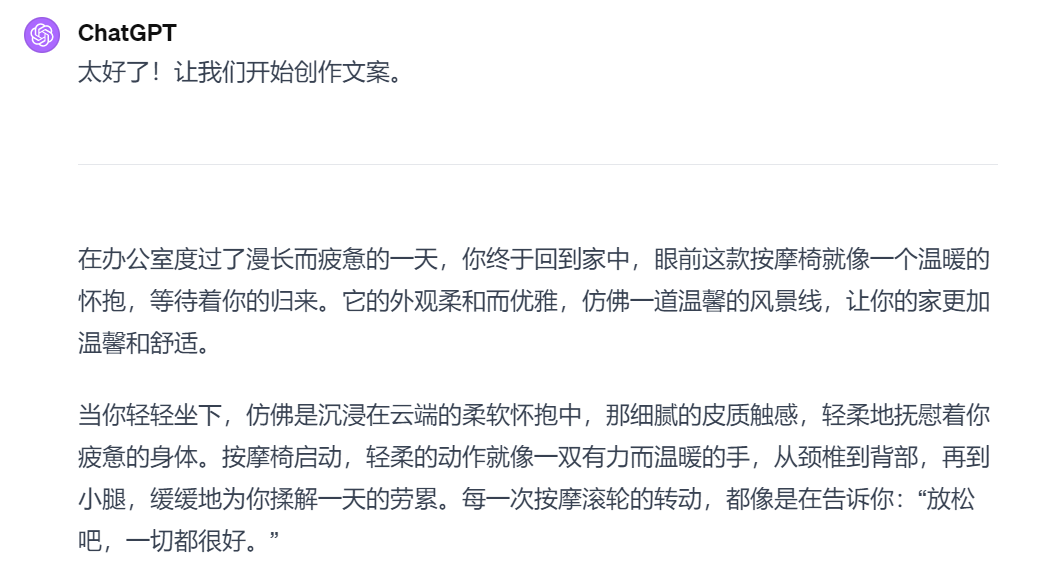 ChatGPT
太好了！让我们开始创作文案。
在办公室度过了漫长而疲惫的一天，你终于回到家中，眼前这款按摩椅就像一个温暖的
怀抱，等待着你的归来。它的外观柔和而优雅，仿佛一道温馨的风景线，让你的家更加
温馨和舒适。
当你轻轻坐下，仿佛是沉浸在云端的柔软怀抱中，那细腻的皮质触感，轻柔地抚慰着你
疲惫的身体。按摩椅启动，轻柔的动作就像一双有力而温暖的手，从颈椎到背部，再到
小腿，缓缓地为你揉解一天的劳累。每一次按摩滚轮的转动，都像是在告诉你：“放松
吧，一切都很好。”